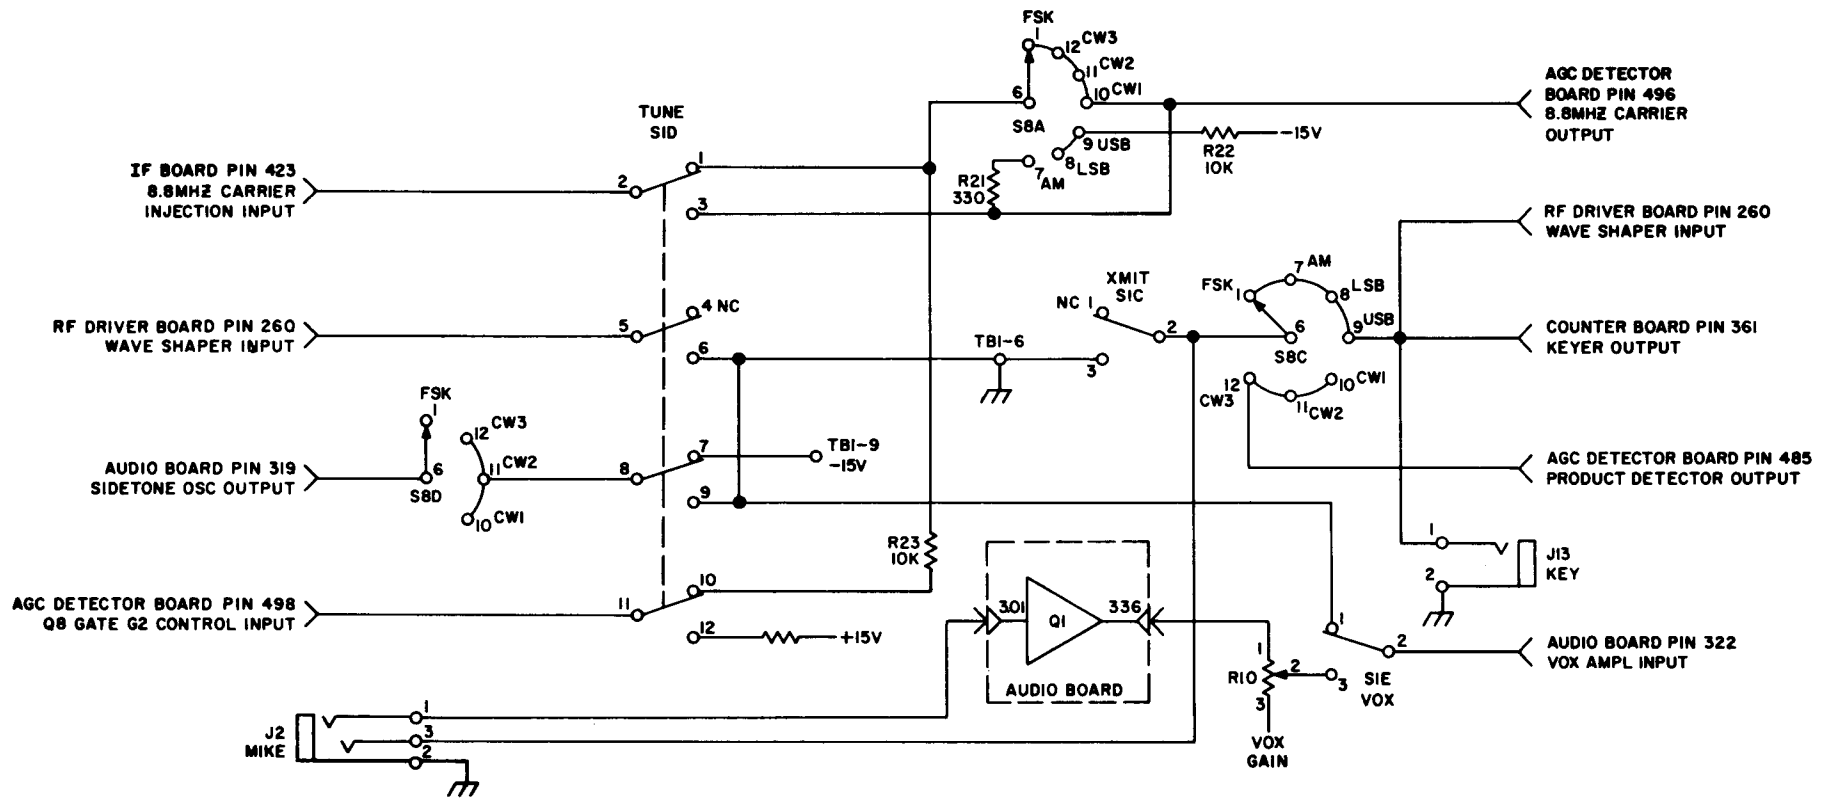 FSK
1
12 CW3
11 CW2
6
10 CW1
S8A
9 USB
8 LSB
7 AM
-15V
R22
10K
R21
330
AGC DETECTOR
BOARD PIN 496
8.8MHZ CARRIER
OUTPUT
TUNE
S1D
IF BOARD PIN 423
8.8MHZ CARRIER
INJECTION INPUT
2
1
3
RF DRIVER BOARD PIN 260
WAVE SHAPER INPUT
RF DRIVER BOARD PIN 260
WAVE SHAPER INPUT
5
4 NC
6
TB1-6
XMIT
S1C
NC 1
2
3
FSK
1
7 AM
8 LSB
9 USB
6
S8C
12
CW3
11 CW2
10 CW1
COUNTER BOARD PIN 361
KEYER OUTPUT
FSK
1
12 CW3
11 CW2
10 CW1
6
S8D
AUDIO BOARD PIN 319
SIDETONE OSC OUTPUT
8
7
9
TB1-9
-15V
AGC DETECTOR BOARD PIN 485
PRODUCT DETECTOR OUTPUT
R23
10K
1
2
J13
KEY
AGC DETECTOR BOARD PIN 498
Q8 GATE G2 CONTROL INPUT
11
10
12
+15V
301
Q1
336
AUDIO BOARD
1
R10
2
3
VOX
GAIN
1
2
3
S1E
VOX
AUDIO BOARD PIN 322
VOX AMPL INPUT
J2
MIKE
1
3
2